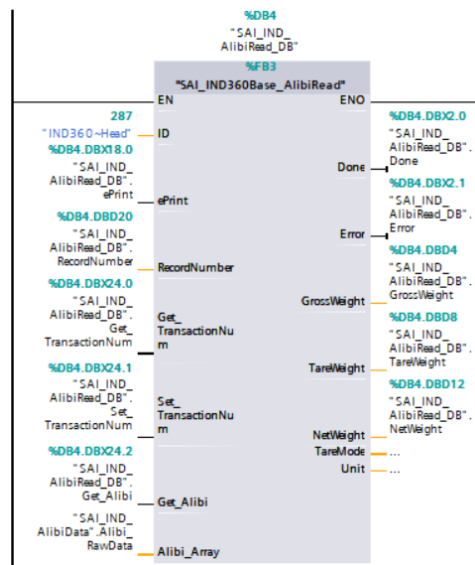 %DB4
"SAI_IND_
AlibiRead_DB"
%FB3
"SAI_IND360Base_AlibiRead"
EN
ENO
287
"IND360~Head"
ID
%DB4.DBX18.0
"SAI_IND_
AlibiRead_DB".
ePrint
ePrint
%DB4.DBD20
"SAI_IND_
AlibiRead_DB".
RecordNumber
RecordNumber
%DB4.DBX24.0
"SAI_IND_
AlibiRead_DB".
Get_
TransactionNum
Get_
TransactionNu
m
%DB4.DBX24.1
"SAI_IND_
AlibiRead_DB".
Set_
TransactionNum
Set_
TransactionNu
m
%DB4.DBX24.2
"SAI_IND_
AlibiRead_DB".
Get_Alibi
Get_Alibi
"SAI_IND_
AlibiData".Alibi_
RawData
Alibi_Array
%DB4.DBX2.0
"SAI_IND_
AlibiRead_DB".
Done
Done
%DB4.DBX2.1
"SAI_IND_
AlibiRead_DB".
Error
Error
%DB4.DBD4
"SAI_IND_
AlibiRead_DB".
GrossWeight
GrossWeight
%DB4.DBD8
"SAI_IND_
AlibiRead_DB".
TareWeight
TareWeight
%DB4.DBD12
"SAI_IND_
AlibiRead_DB".
NetWeight
NetWeight
TareMode
...
Unit
...